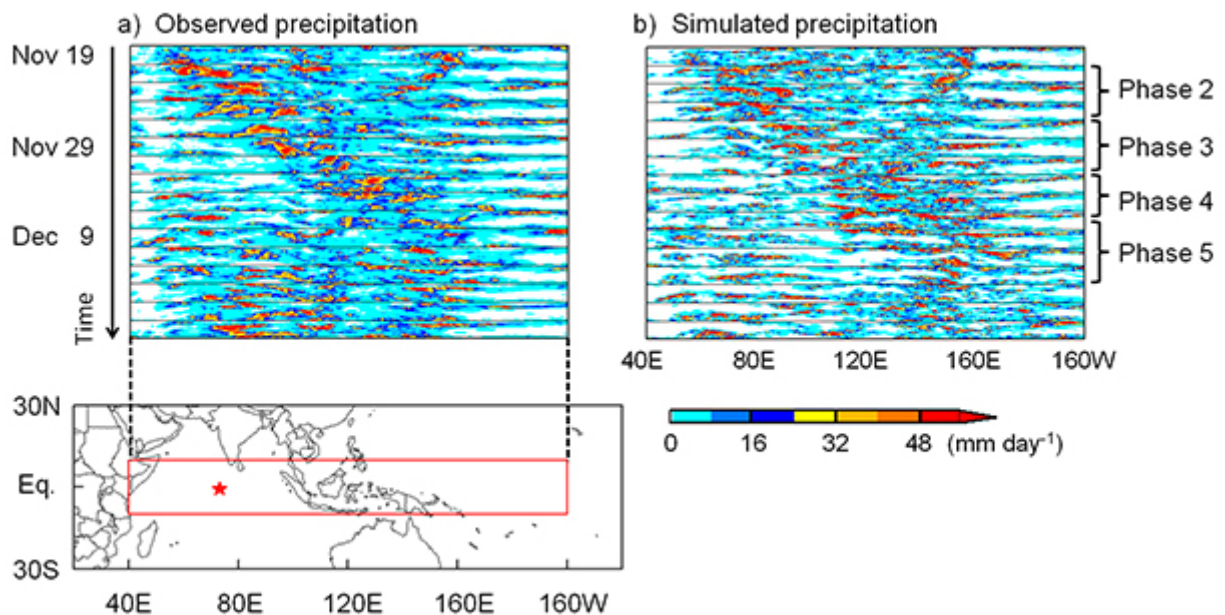 a) Observed precipitation
b) Simulated precipitation
Nov 19
Nov 29
Dec 9
Time
Phase 2
Phase 3
Phase 4
Phase 5
40E 80E 120E 160E 160W
30N
Eq.
30S
40E 80E 120E 160E 160W
0 16 32 48 (mm day⁻¹)